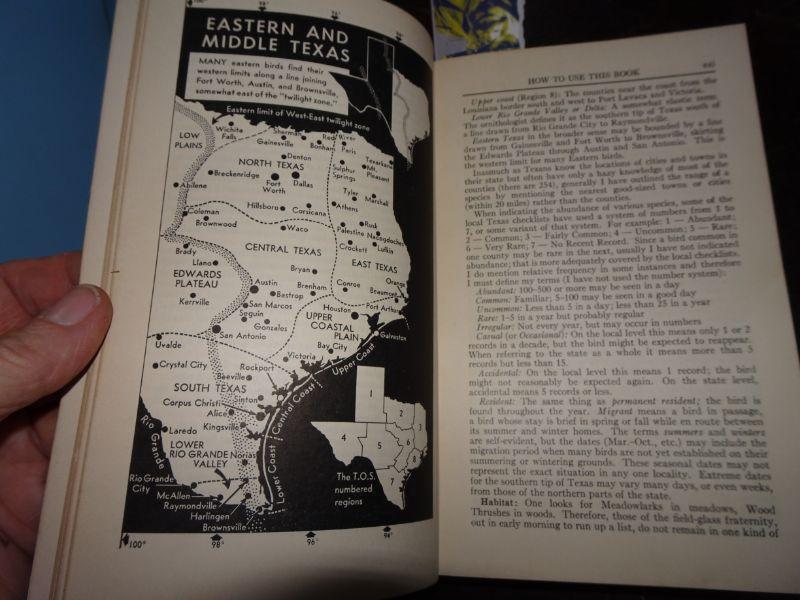 EASTERN AND
MIDDLE TEXAS
MANY eastern birds find their
western limits along a line joining
Fort Worth, Austin, and Brownsville,
somewhat east of the "twilight zone."
Eastern limit of West-East twilight zone
LOW
PLAINS
Wichita
Falls
Sherman
Gainesville
Red River
Bonham
Paris
Denton
NORTH TEXAS
Sulphur
Springs
Texarkana
Mt.
Pleasant
Breckenridge
Fort
Worth
Dallas
Tyler
Marshall
Abilene
Hillsboro
Corsicana
Athens
Coleman
Brownwood
Waco
Rusk
Palestine
Nacogdoches
Crockett
Lufkin
Brady
CENTRAL TEXAS
EAST TEXAS
Llano
Bryan
EDWARDS
PLATEAU
Austin
Brenham
Conroe
Orange
Beaumont
Bastrop
Kerrville
San Marcos
Seguin
Houston
Port Arthur
Gonzales
UPPER
COASTAL
PLAIN
San Antonio
Galveston
Uvalde
Bay City
Victoria
Upper Coast
Crystal City
Rockport
Beeville
SOUTH TEXAS
Sinton
Corpus Christi
Alice
Central Coast
Kingsville
Laredo
Rio Grande
LOWER
RIO GRANDE
VALLEY
Norias
Lower Coast
Rio Grande
City
McAllen
Raymondville
Harlingen
Brownsville
1
2
3
4
5
6
7
8
The T.O.S.
numbered
regions
100°
98°
96°
94°
HOW TO USE THIS BOOK
Upper coast (Region 8): The counties near the coast from the
Louisiana border south and west to Port Lavaca and Victoria.
Lower Rio Grande Valley or Delta: A somewhat elastic term.
The ornithologist defines it as the southern tip of Texas south of
a line drawn from Rio Grande City to Raymondville.
Eastern Texas in the broader sense may be bounded by a line
drawn from Gainesville and Fort Worth to Brownsville, skirting
the Edwards Plateau through Austin and San Antonio. This is
the western limit for many Eastern birds.
Inasmuch as Texans know the locations of cities and towns in
their state but often have only a hazy knowledge of most of the
counties (there are 254), generally I have outlined the range of a
species by mentioning the nearest good-sized towns or cities
(within 20 miles) rather than the counties.
When indicating the abundance of various species, some of the
local Texas checklists have used a system of numbers from 1 to
7, or some variant of that system. For example: 1 — Abundant;
2 — Common; 3 — Fairly Common; 4 — Uncommon; 5 — Rare;
6 — Very Rare; 7 — No Recent Record. Since a bird common in
one county may be rare in the next, usually I have not indicated
abundance; that is more adequately covered by the local checklists.
I do mention relative frequency in some instances and therefore
I must define my terms (I have not used the number system):
Abundant: 100–500 or more may be seen in a day
Common: Familiar; 5–100 may be seen in a good day
Uncommon: Less than 5 in a day; less than 25 in a year
Rare: 1–5 in a year but probably regular
Irregular: Not every year, but may occur in numbers
Casual (or Occasional): On the local level this means only 1 or 2
records in a decade, but the bird might be expected to reappear.
When referring to the state as a whole it means more than 5
records but less than 15.
Accidental: On the local level this means 1 record; the bird
might not reasonably be expected again. On the state level,
accidental means 5 records or less.
Resident: The same thing as permanent resident; the bird is
found throughout the year. Migrant means a bird in passage,
a bird whose stay is brief in spring or fall while en route between
its summer and winter homes. The terms summers and winters
are self-evident, but the dates (Mar.–Oct., etc.) may include the
migration period when many birds are not yet established on their
summering or wintering grounds. These seasonal dates may not
represent the exact situation in any one locality. Extreme dates
for the southern tip of Texas may vary many days, or even weeks,
from those of the northern parts of the state.
Habitat: One looks for Meadowlarks in meadows, Wood
Thrushes in woods. Therefore, those of the field-glass fraternity,
out in early morning to run up a list, do not remain in one kind of